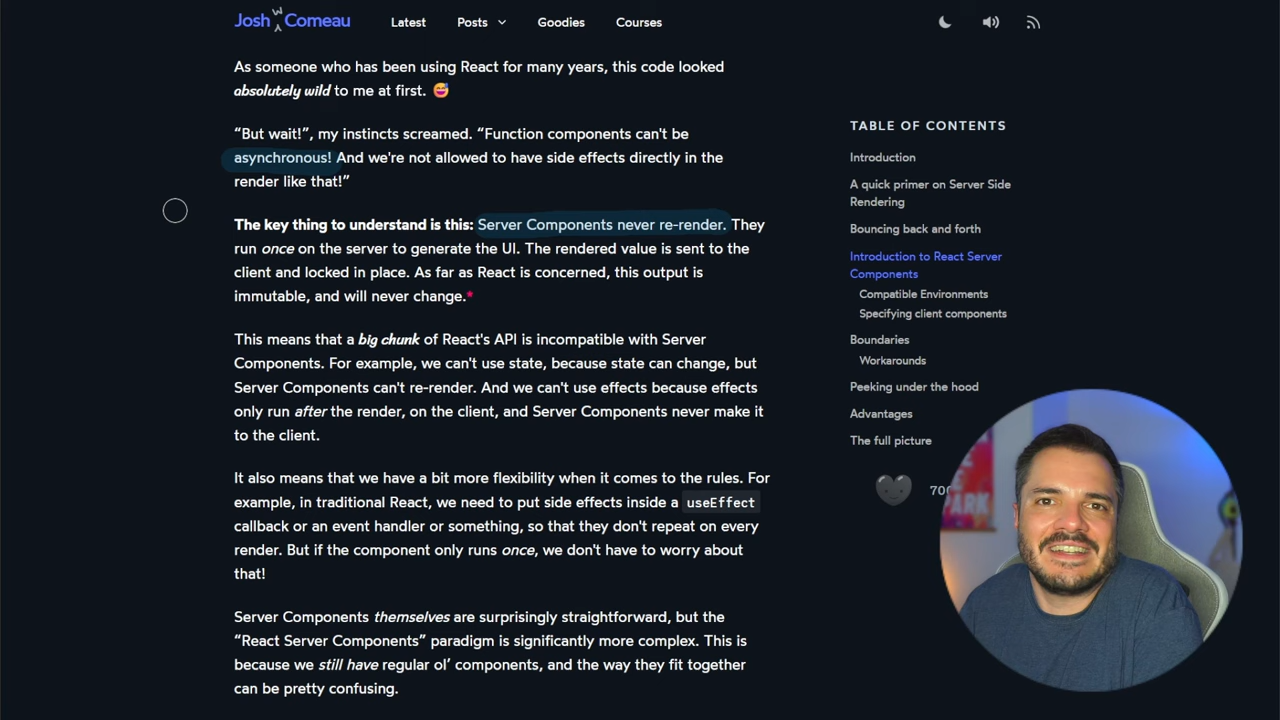 Josh W Comeau
Latest
Posts
Goodies
Courses
As someone who has been using React for many years, this code looked
absolutely wild to me at first. 😅
“But wait!”, my instincts screamed. “Function components can't be
asynchronous! And we're not allowed to have side effects directly in the
render like that!”
The key thing to understand is this: Server Components never re-render. They
run once on the server to generate the UI. The rendered value is sent to the
client and locked in place. As far as React is concerned, this output is
immutable, and will never change.*
This means that a big chunk of React's API is incompatible with Server
Components. For example, we can't use state, because state can change, but
Server Components can't re-render. And we can't use effects because effects
only run after the render, on the client, and Server Components never make it
to the client.
It also means that we have a bit more flexibility when it comes to the rules. For
example, in traditional React, we need to put side effects inside a useEffect
callback or an event handler or something, so that they don't repeat on every
render. But if the component only runs once, we don't have to worry about
that!
Server Components themselves are surprisingly straightforward, but the
“React Server Components” paradigm is significantly more complex. This is
because we still have regular ol’ components, and the way they fit together
can be pretty confusing.
TABLE OF CONTENTS
Introduction
A quick primer on Server Side
Rendering
Bouncing back and forth
Introduction to React Server
Components
Compatible Environments
Specifying client components
Boundaries
Workarounds
Peeking under the hood
Advantages
The full picture
PARK